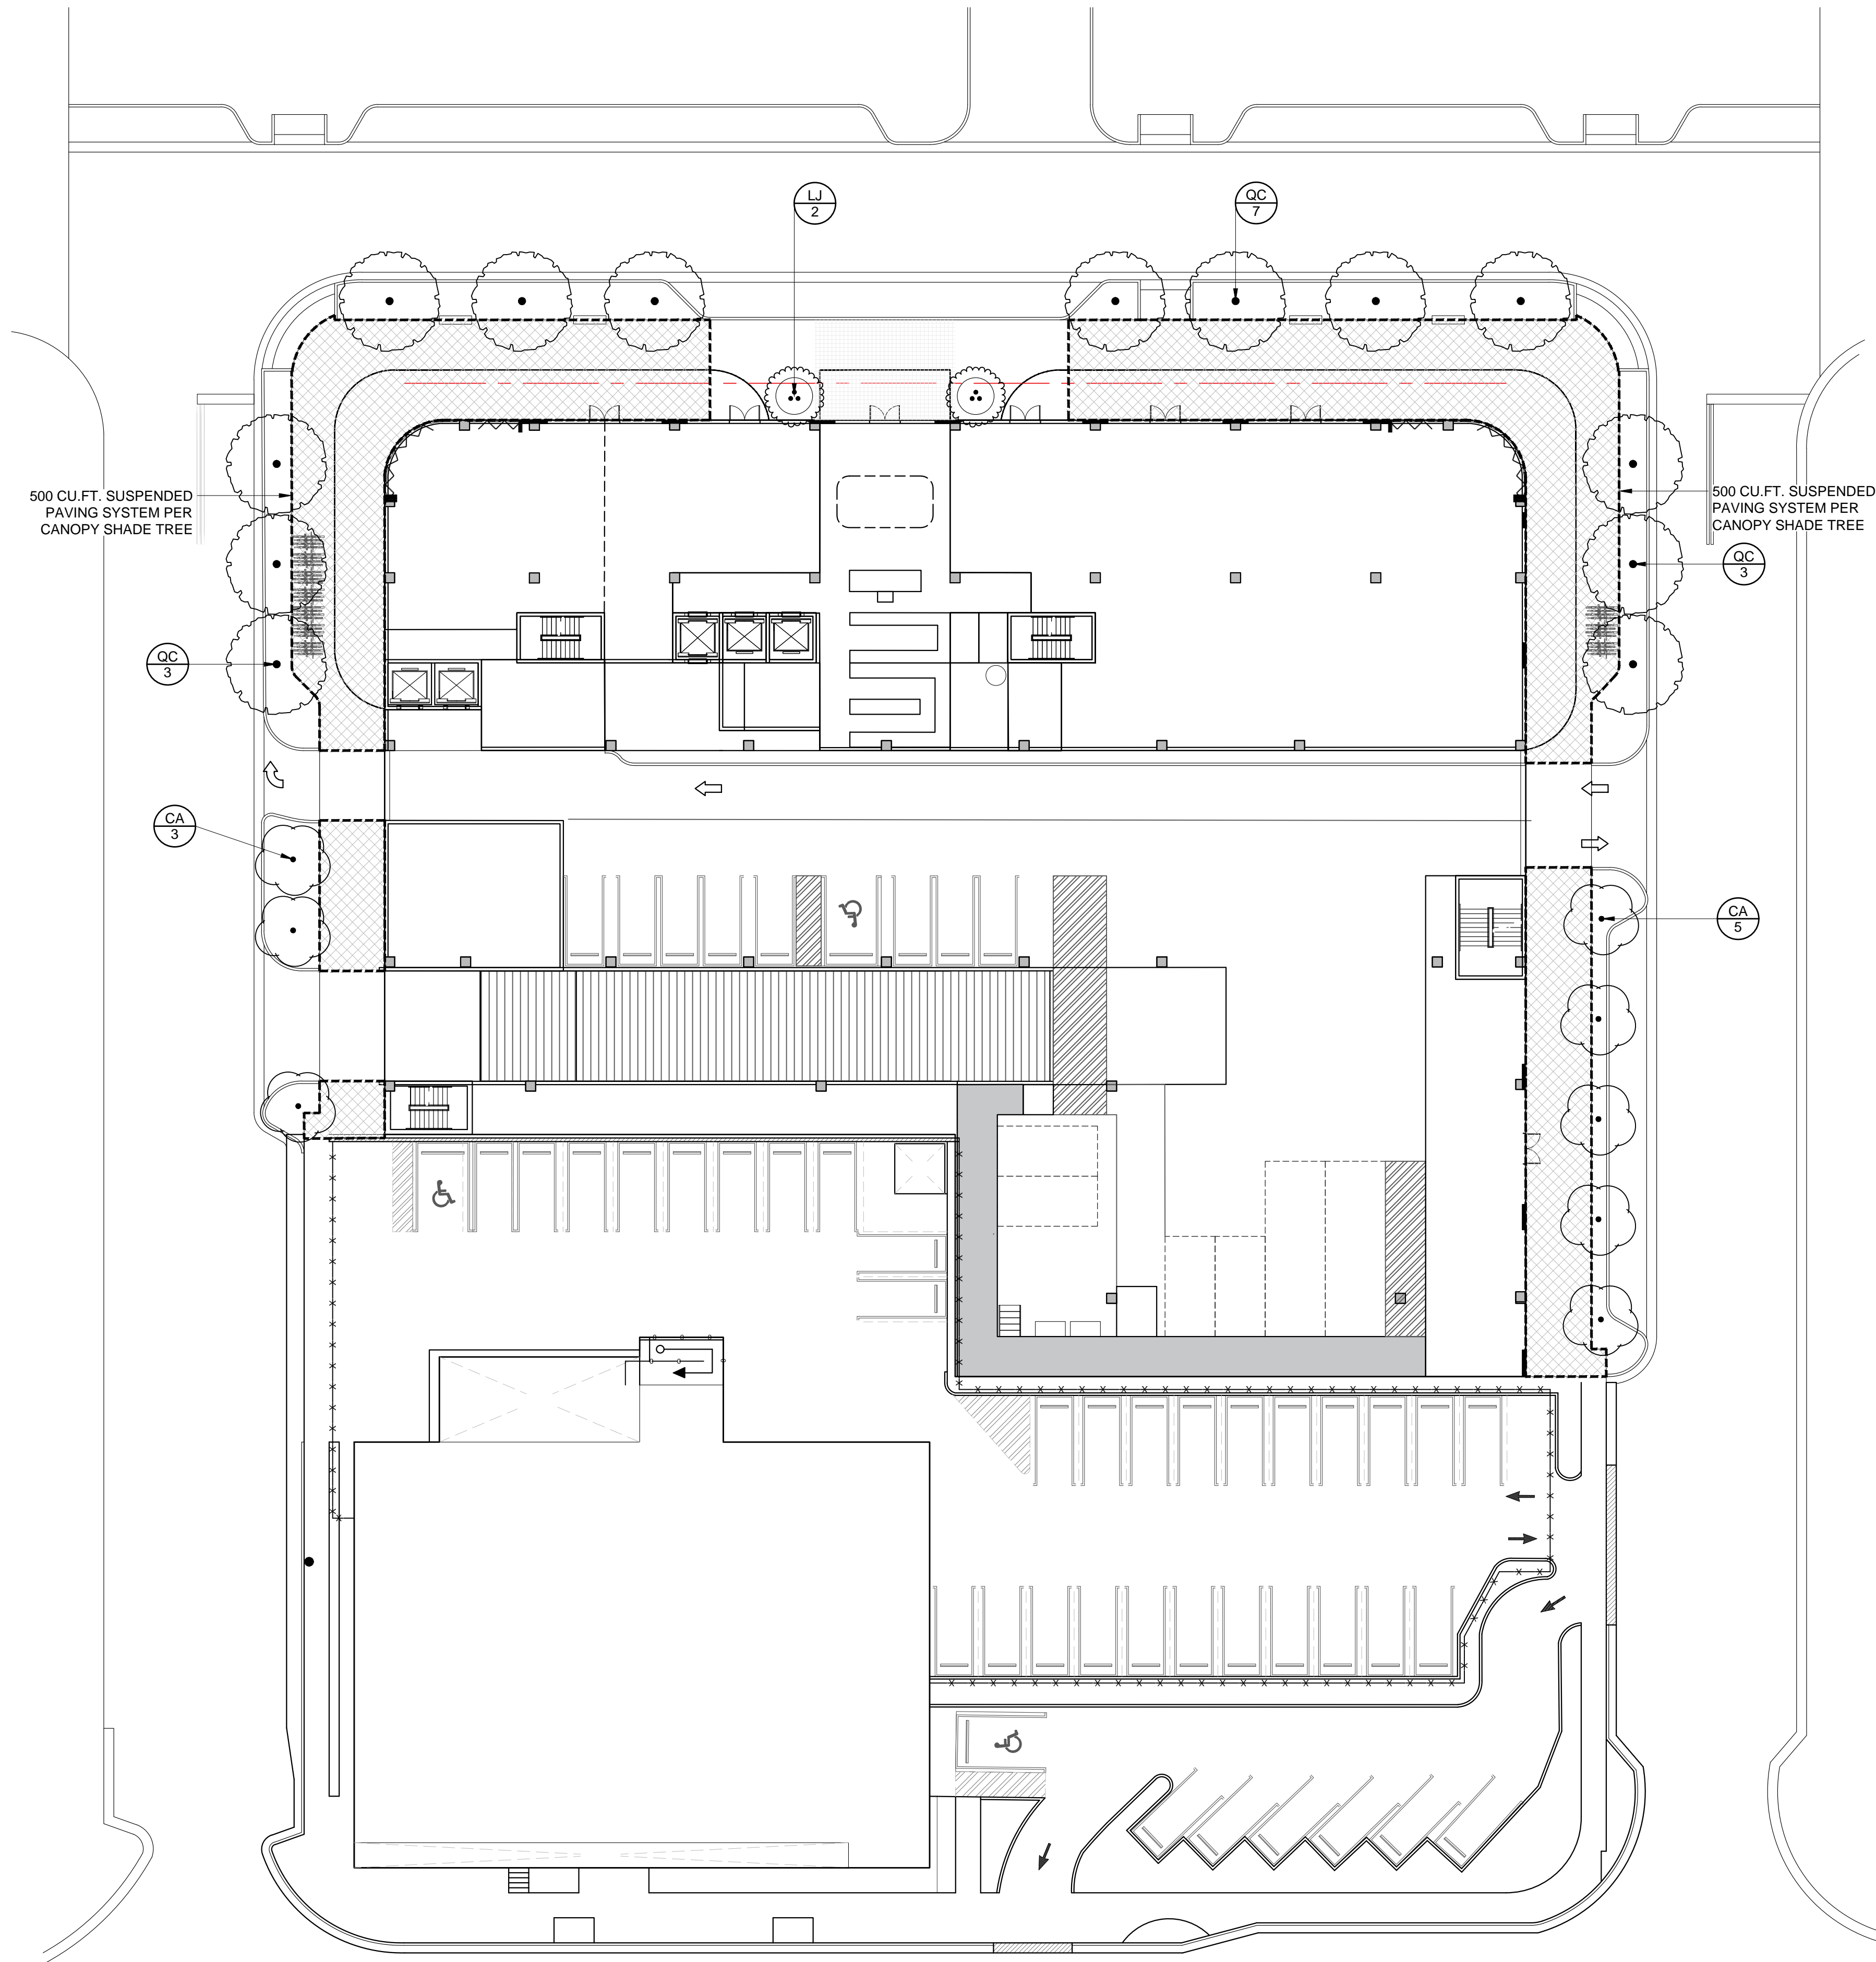 LJ
2
QC
7
500 CU.FT. SUSPENDED
PAVING SYSTEM PER
CANOPY SHADE TREE
500 CU.FT. SUSPENDED
PAVING SYSTEM PER
CANOPY SHADE TREE
QC
3
QC
3
CA
3
CA
5